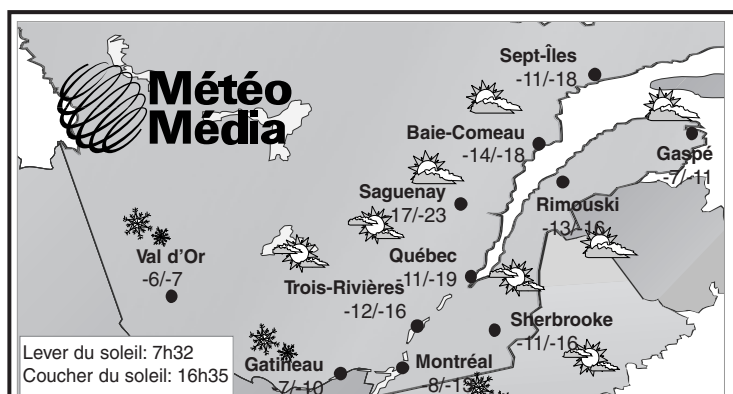 Météo
Média
Sept-Îles
-11/-18
Baie-Comeau
-14/-18
Gaspé
-7/-11
Saguenay
-17/-23
Rimouski
-13/-16
Val d’Or
-6/-7
Québec
-11/-19
Trois-Rivières
-12/-16
Sherbrooke
-11/-16
Lever du soleil: 7h32
Coucher du soleil: 16h35
Gatineau
-7/-10
Montréal